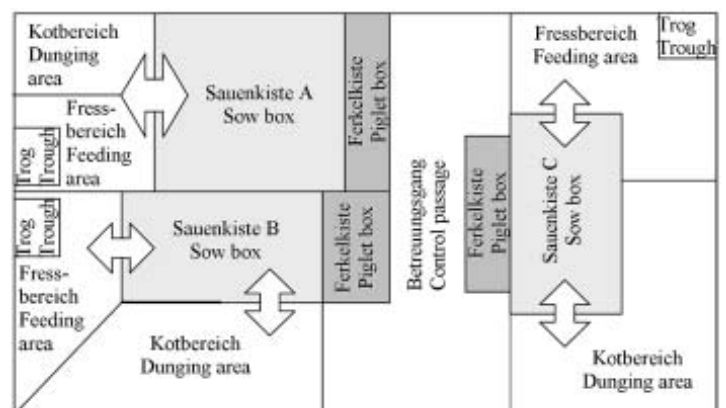 Kotbereich
Dunging
area
Fress-
bereich
Feeding
area
Trog
Trough
Sauenkiste A
Sow box
Ferkelkiste
Piglet box
Trog
Trough
Fress-
bereich
Feeding
area
Sauenkiste B
Sow box
Ferkelkiste
Piglet box
Kotbereich
Dunging area
Betreuungsgang
Control passage
Fressbereich
Feeding area
Trog
Trough
Ferkelkiste
Piglet box
Sauenkiste C
Sow box
Kotbereich
Dunging area